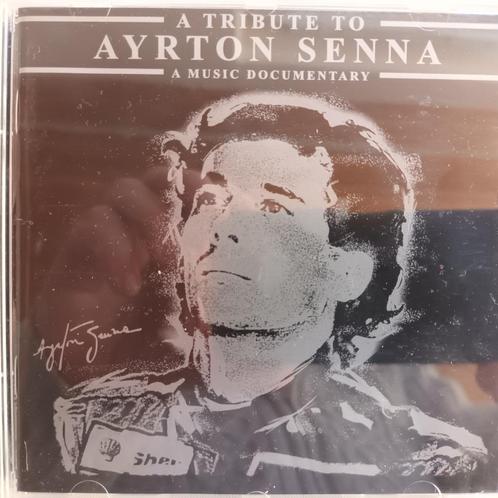 A TRIBUTE TO
AYRTON SENNA
A MUSIC DOCUMENTARY
Ayrton Senna
Shel